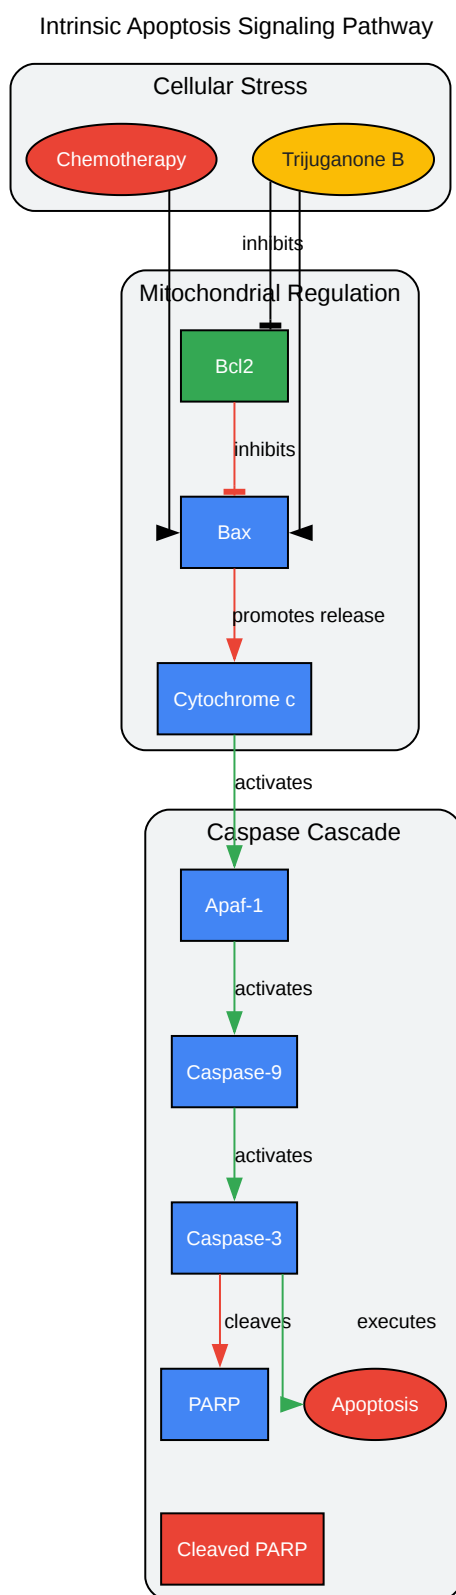 Intrinsic Apoptosis Signaling Pathway
Cellular Stress
Chemotherapy
Trijuganone B
inhibits
Mitochondrial Regulation
Bcl2
inhibits
Bax
promotes release
Cytochrome c
activates
Caspase Cascade
Apaf-1
activates
Caspase-9
activates
Caspase-3
cleaves
executes
PARP
Apoptosis
Cleaved PARP